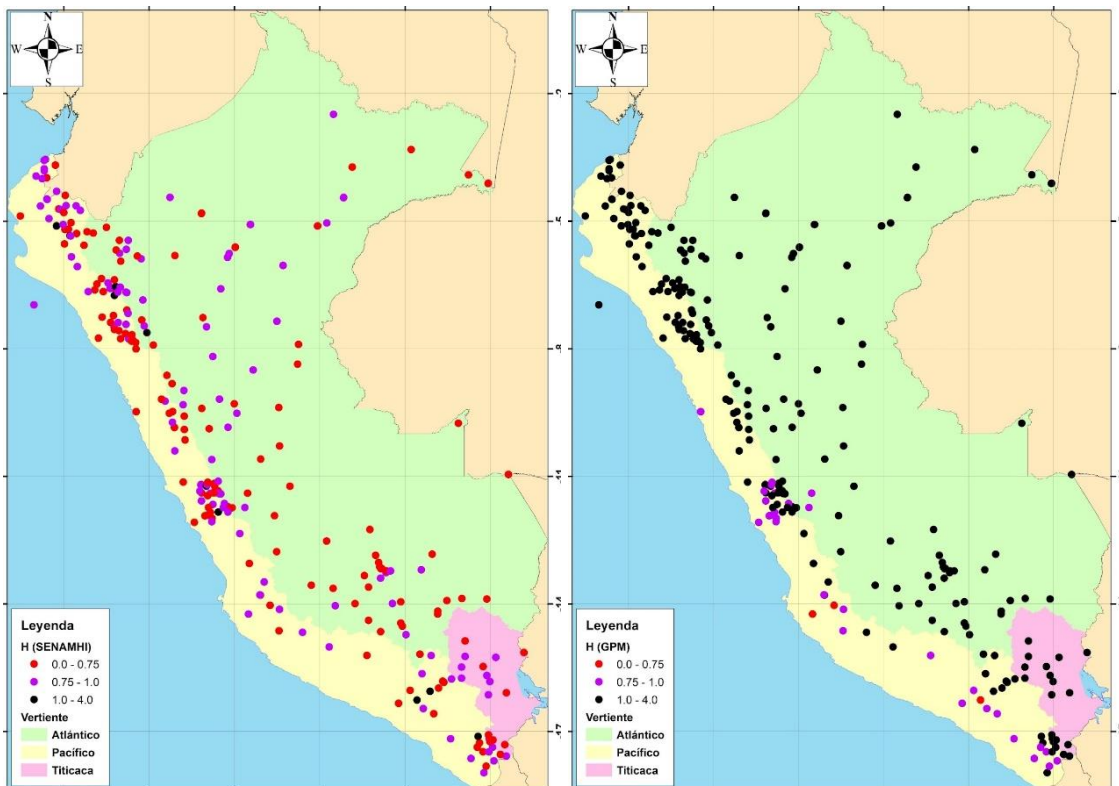 N
W E
S
Leyenda
H (SENAMHI)
0.0 - 0.75
0.75 - 1.0
1.0 - 4.0
Vertiente
Atlántico
Pacífico
Titicaca
N
W E
S
Leyenda
H (GPM)
0.0 - 0.75
0.75 - 1.0
1.0 - 4.0
Vertiente
Atlántico
Pacífico
Titicaca